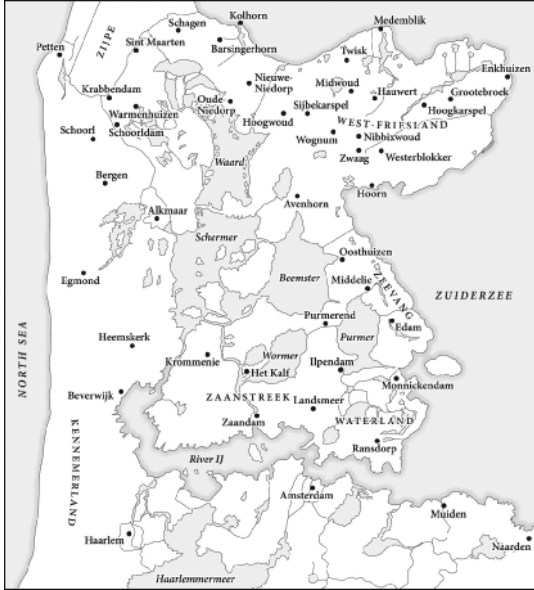 Kolhorn
Schagen
Medemblik
ZIJPE
Petten
Sint Maarten
Barsingerhorn
Twisk
Enkhuizen
Nieuwe-
Niedorp
Midwoud
Krabbendam
Hauwert
Grootebroek
Oude-
Niedorp
Sijbekarspel
Warmenhuizen
Hoogkarspel
Hoogwoud
WEST-FRIESLAND
Schoorl
Schoorldam
Wognum
Nibbixwoud
Zwaag
Westerblokker
Waard
Bergen
Hoorn
Avenhorn
Alkmaar
Schermer
Oosthuizen
Egmond
Beemster
Middelie
ZEEVANG
ZUIDERZEE
Purmerend
Edam
NORTH SEA
Heemskerk
Purmer
Wormer
Krommenie
Ilpendam
Het Kalf
Monnickendam
Beverwijk
ZAANSTREEK
Landsmeer
Zaandam
WATERLAND
KENNEMERLAND
Ransdorp
River IJ
Amsterdam
Muiden
Haarlem
Naarden
Haarlemmermeer